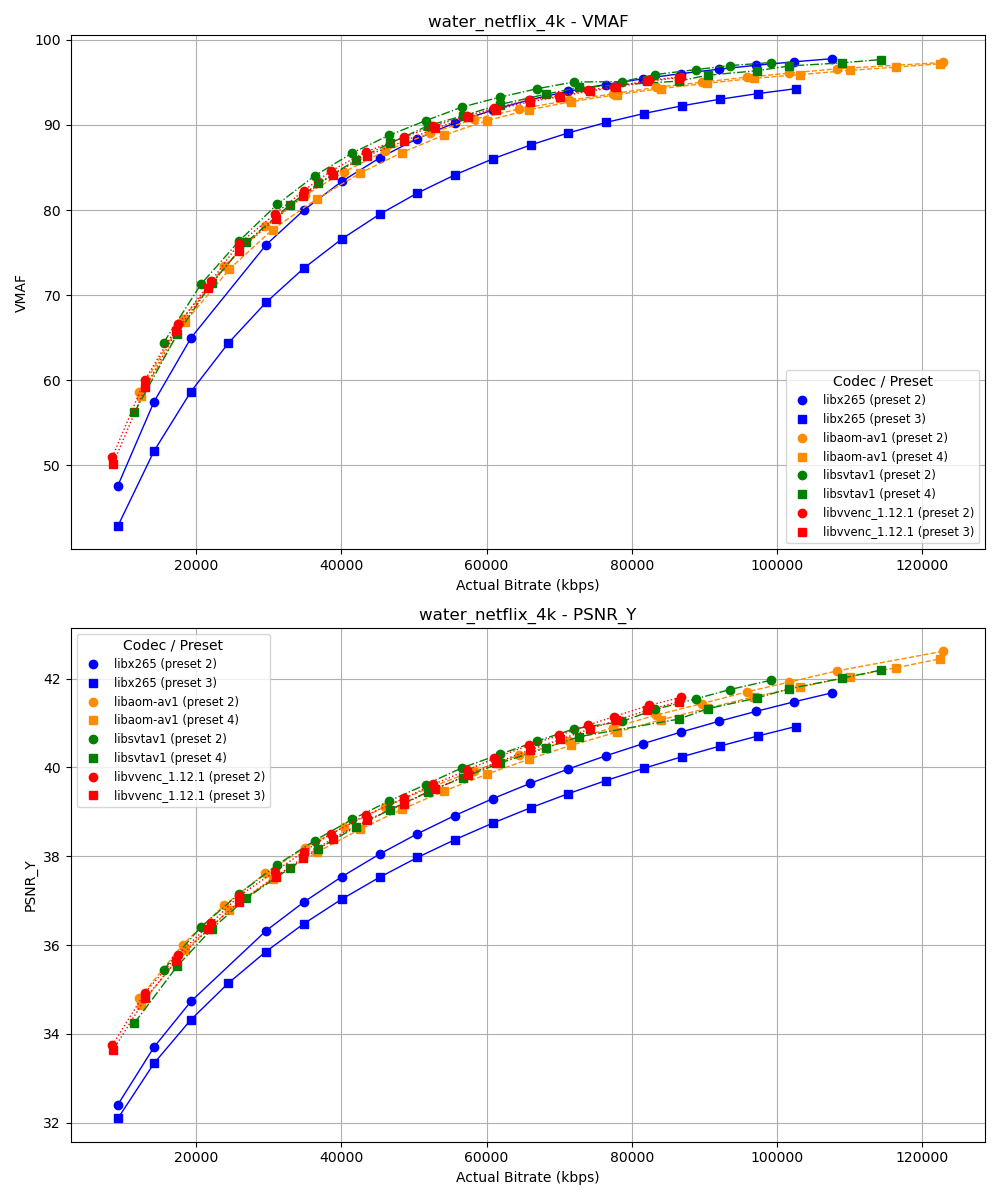 water_netflix_4k - VMAF
100
90
80
70
60
50
VMAF
Codec / Preset
libx265 (preset 2)
libx265 (preset 3)
libaom-av1 (preset 2)
libaom-av1 (preset 4)
libsvtav1 (preset 2)
libsvtav1 (preset 4)
libvvenc_1.12.1 (preset 2)
libvvenc_1.12.1 (preset 3)
20000 40000 60000 80000 100000 120000
Actual Bitrate (kbps)
water_netflix_4k - PSNR_Y
Codec / Preset
libx265 (preset 2)
libx265 (preset 3)
libaom-av1 (preset 2)
libaom-av1 (preset 4)
libsvtav1 (preset 2)
libsvtav1 (preset 4)
libvvenc_1.12.1 (preset 2)
libvvenc_1.12.1 (preset 3)
42
40
38
36
34
32
PSNR_Y
20000 40000 60000 80000 100000 120000
Actual Bitrate (kbps)